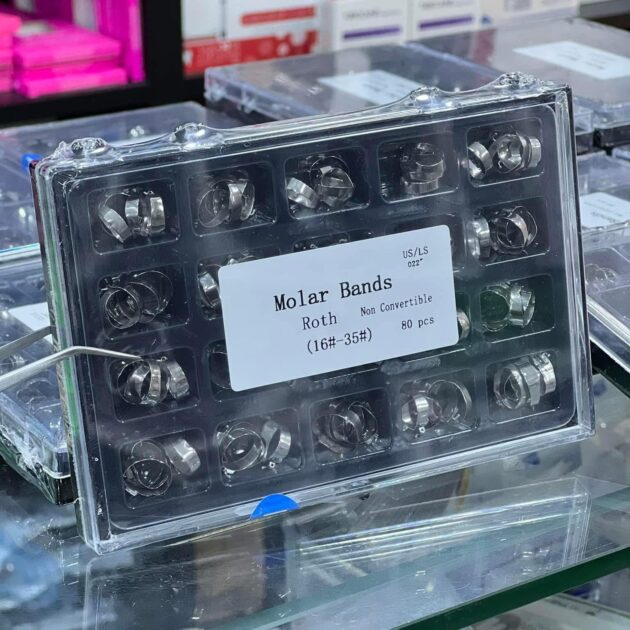 US/LS
022"
Molar Bands
Roth Non Convertible
(16#-35#) 80 pcs